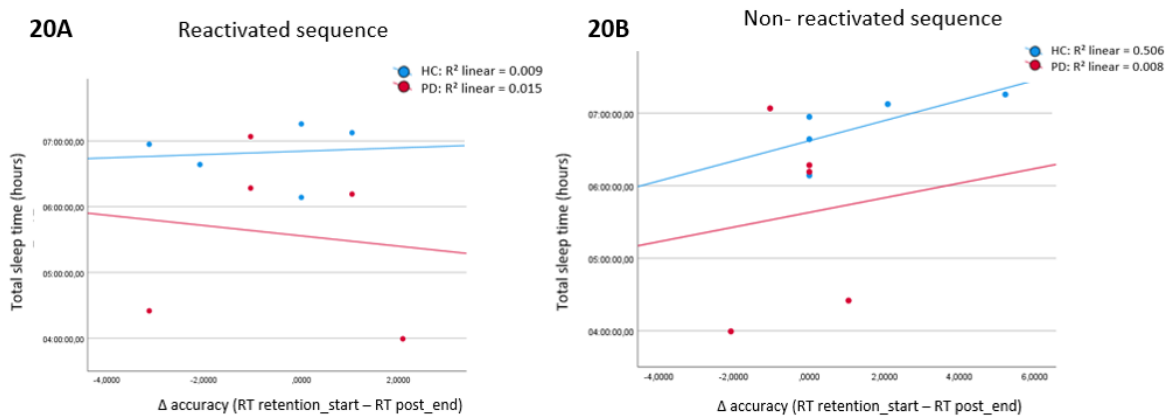 20A
Reactivated sequence
HC: R² linear = 0.009
PD: R² linear = 0.015
Total sleep time (hours)
07:00:00,00
06:00:00,00
05:00:00,00
04:00:00,00
-4,0000 -2,0000 ,0000 2,0000
Δ accuracy (RT retention_start – RT post_end)
20B
Non- reactivated sequence
HC: R² linear = 0.506
PD: R² linear = 0.008
Total sleep time (hours)
07:00:00,00
06:00:00,00
05:00:00,00
04:00:00,00
-4,0000 -2,0000 ,0000 2,0000 4,0000 6,0000
Δ accuracy (RT retention_start – RT post_end)